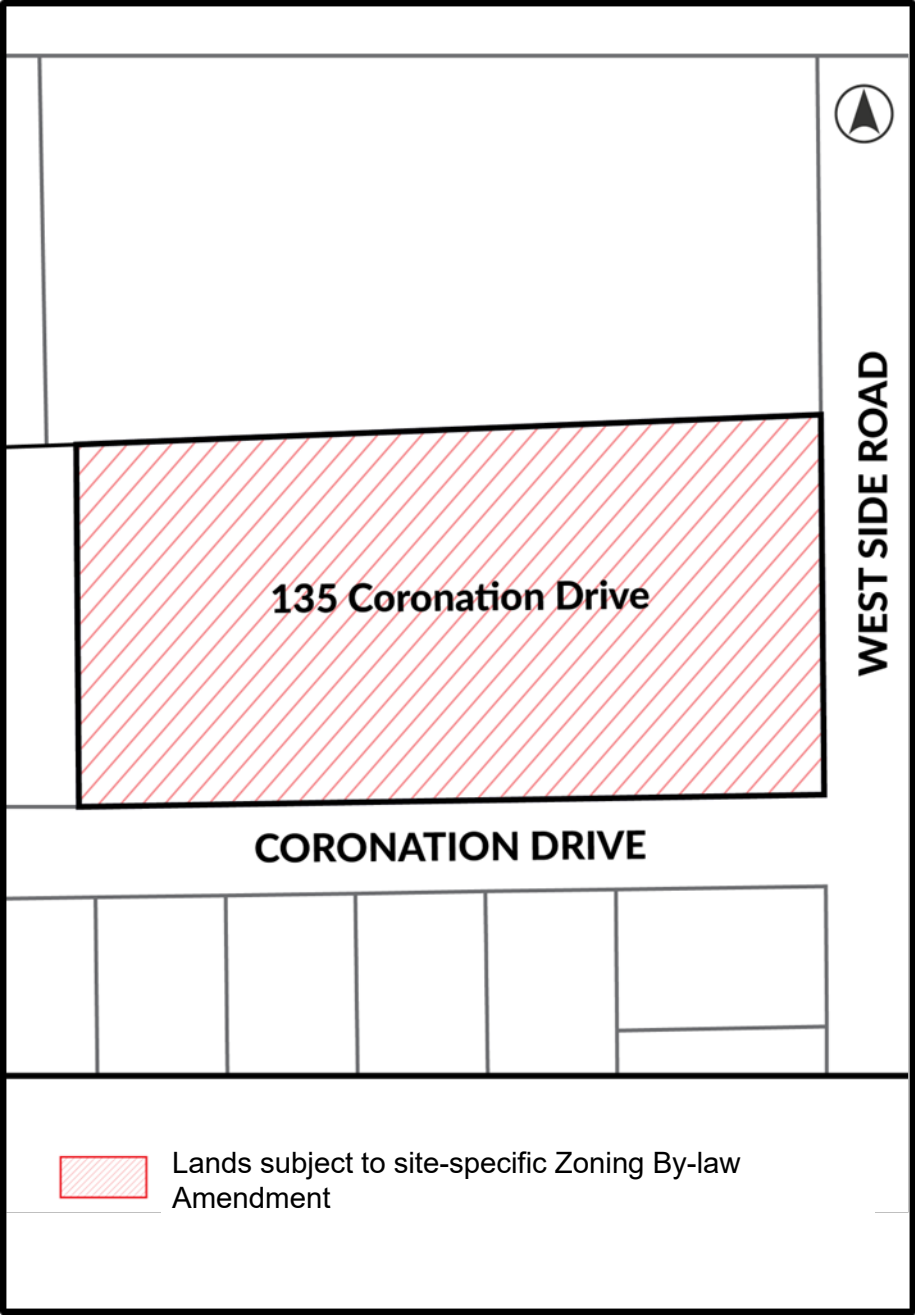 WEST SIDE ROAD
135 Coronation Drive
CORONATION DRIVE
Lands subject to site-specific Zoning By-law
Amendment